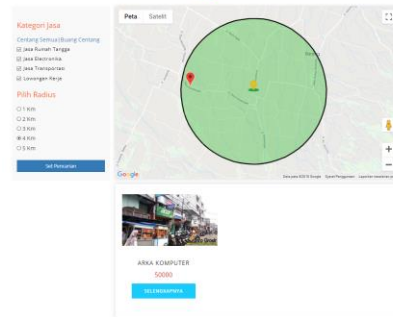 Kategori Jasa
Centang Semua|Buang Centang
Jasa Rumah Tangga
Jasa Electronika
Jasa Transportasi
Lowongan Kerja
Pilih Radius
1 Km
2 Km
3 Km
4 Km
5 Km
Set Pencarian
Peta Satelit
Google
ARKA KOMPUTER
50000
SELENGKAPNYA